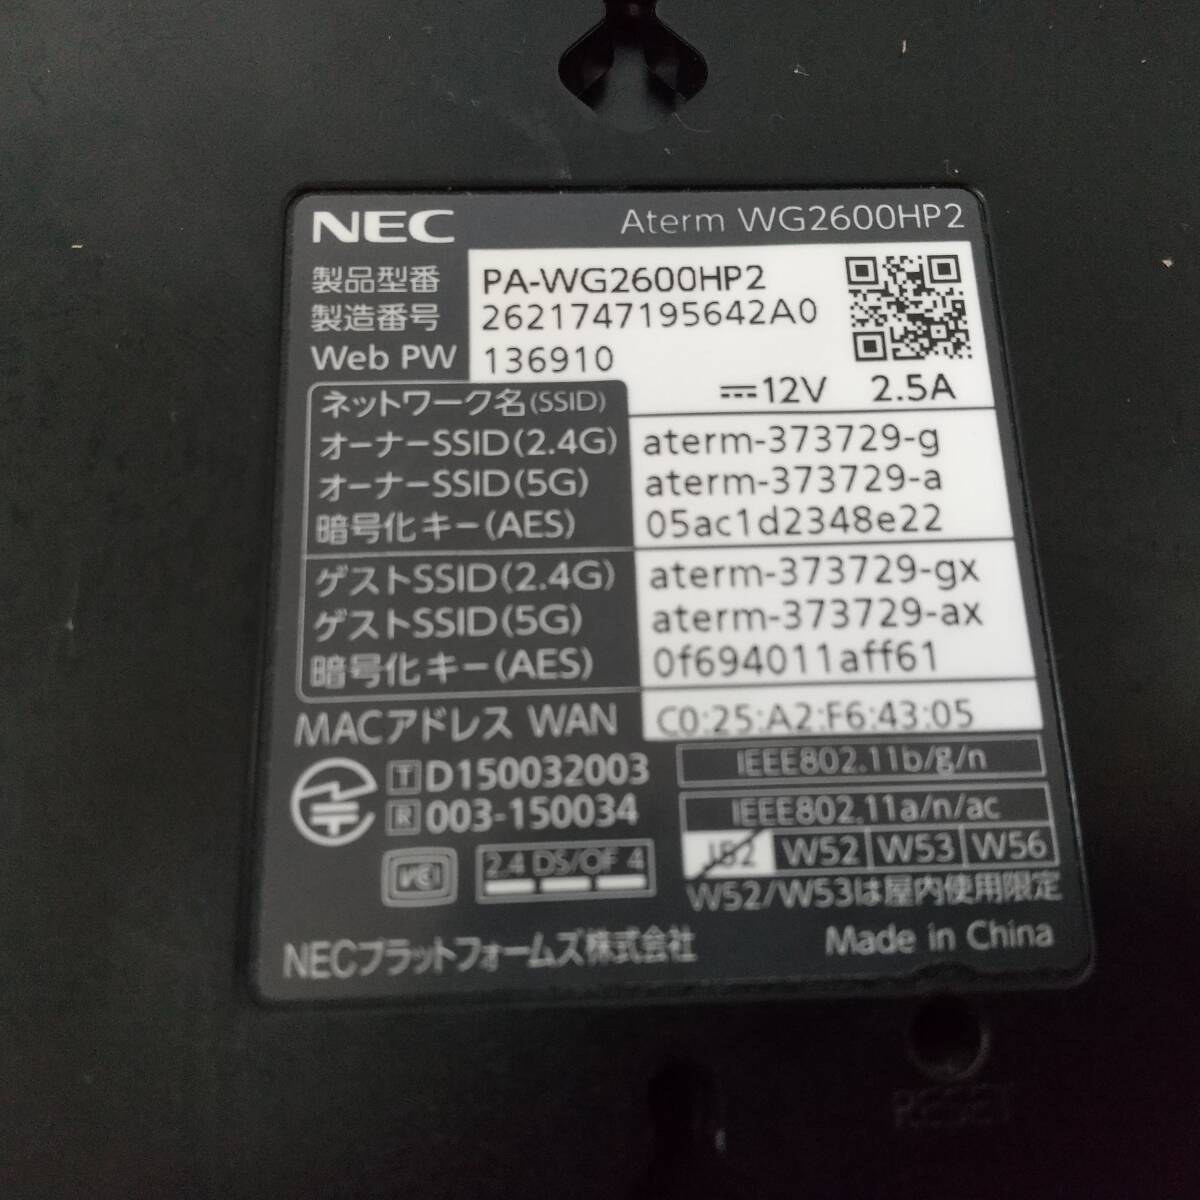 NEC Aterm WG2600HP2
製品型番 PA-WG2600HP2
製造番号 2621747195642A0
Web PW 136910
12V 2.5A
ネットワーク名(SSID)
オーナーSSID(2.4G) aterm-373729-g
オーナーSSID(5G) aterm-373729-a
暗号化キー(AES) 05ac1d2348e22
ゲストSSID(2.4G) aterm-373729-gx
ゲストSSID(5G) aterm-373729-ax
暗号化キー(AES) 0f694011aff61
MACアドレス WAN C0:25:A2:F6:43:05
T D150032003 IEEE802.11b/g/n
R 003-150034 IEEE802.11a/n/ac
J52 W52 W53 W56
VCI 2.4 DS/OF 4
W52/W53は屋内使用限定
NECプラットフォームズ株式会社 Made in China
RESET